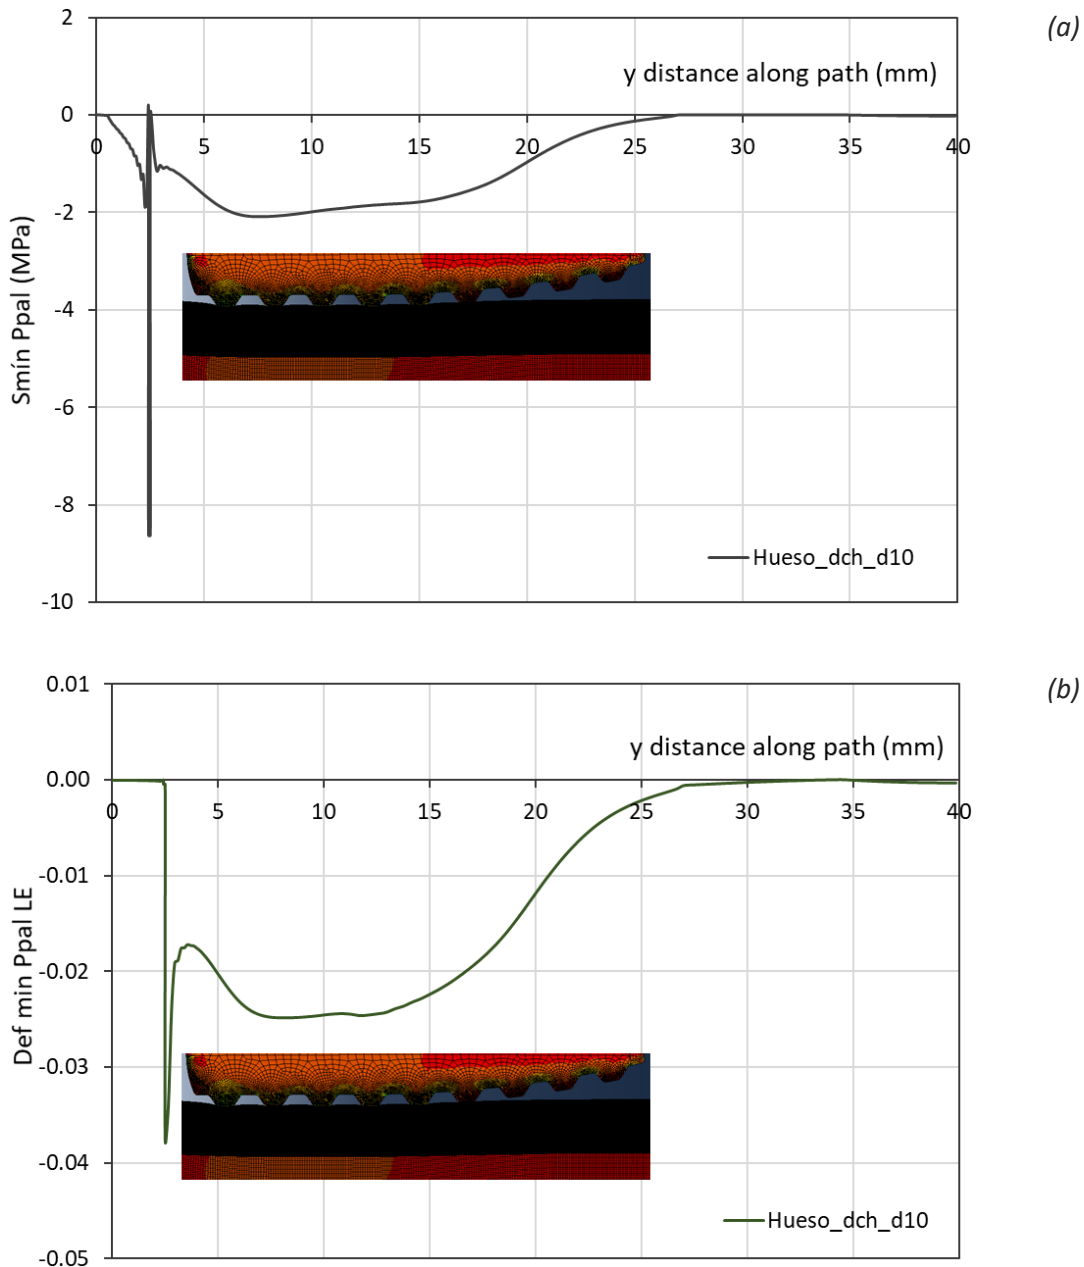 (a)
2
y distance along path (mm)
0
0 5 10 15 20 25 30 35 40
-2
-4
-6
-8
-10
Smín Ppal (MPa)
Hueso_dch_d10
(b)
0.01
y distance along path (mm)
0.00
0 5 10 15 20 25 30 35 40
-0.01
-0.02
-0.03
-0.04
-0.05
Def min Ppal LE
Hueso_dch_d10